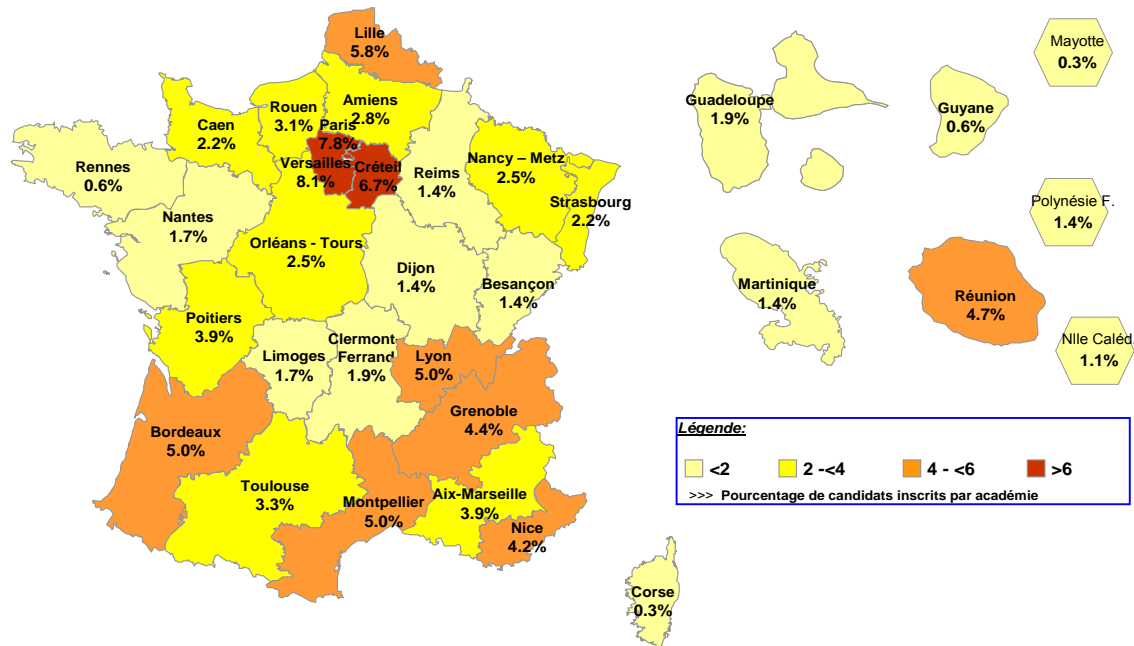 Lille
5.8%
Amiens
2.8%
Rouen
3.1%
Caen
2.2%
Paris
7.8%
Versailles
8.1%
Créteil
6.7%
Reims
1.4%
Nancy – Metz
2.5%
Strasbourg
2.2%
Rennes
0.6%
Nantes
1.7%
Orléans - Tours
2.5%
Dijon
1.4%
Besançon
1.4%
Poitiers
3.9%
Limoges
1.7%
Clermont-
Ferrand
1.9%
Lyon
5.0%
Grenoble
4.4%
Bordeaux
5.0%
Toulouse
3.3%
Montpellier
5.0%
Aix-Marseille
3.9%
Nice
4.2%
Corse
0.3%
Guadeloupe
1.9%
Guyane
0.6%
Mayotte
0.3%
Polynésie F.
1.4%
Martinique
1.4%
Réunion
4.7%
Nlle Caléd.
1.1%
Légende:
<2
2 -<4
4 - <6
>6
>>> Pourcentage de candidats inscrits par académie